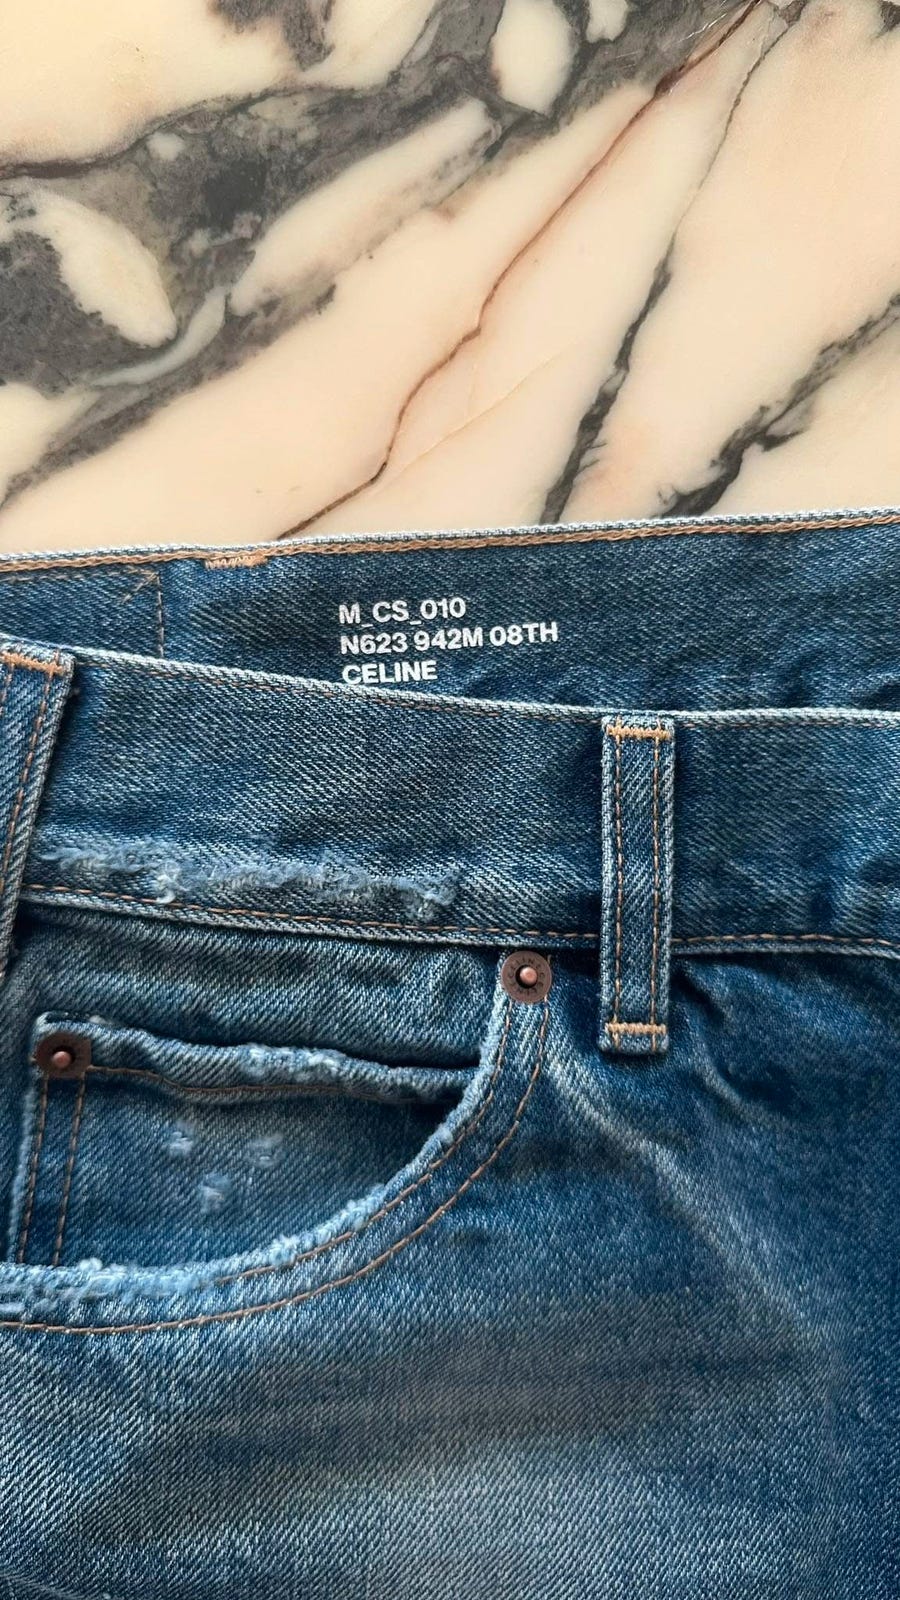 M_CS_010
N623 942M 08TH
CELINE